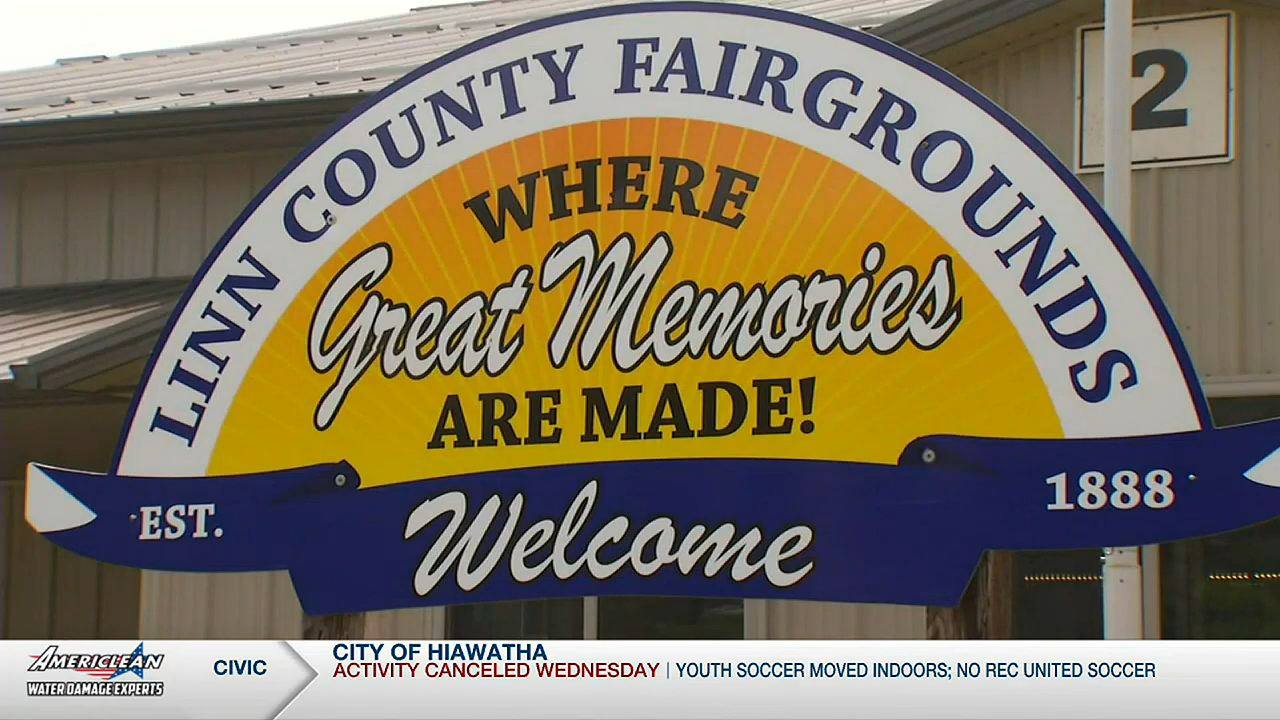 LINN COUNTY FAIRGROUNDS
2
WHERE
Great Memories
ARE MADE!
EST.
1888
Welcome
AMERICLEAN
WATER DAMAGE EXPERTS
CIVIC
CITY OF HIAWATHA
ACTIVITY CANCELED WEDNESDAY | YOUTH SOCCER MOVED INDOORS; NO REC UNITED SOCCER